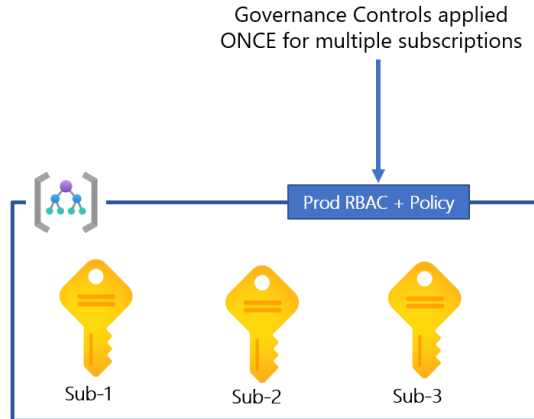 Governance Controls applied
ONCE for multiple subscriptions
Prod RBAC + Policy
Sub-1
Sub-2
Sub-3